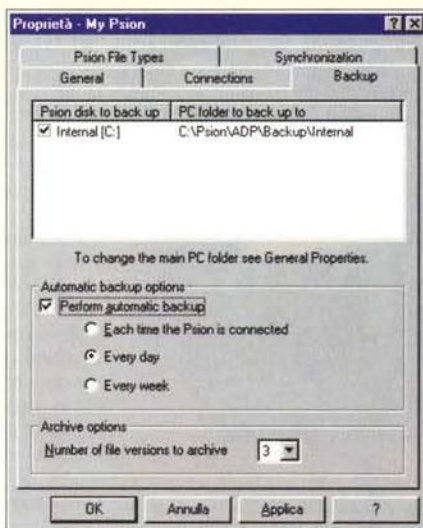 Proprietà - My Psion
Psion File Types Synchronization
General Connections Backup
Psion disk to back up PC folder to back up to
Internal [C:] C:\Psion\ADP\Backup\Internal
To change the main PC folder see General Properties.
Automatic backup options
Perform automatic backup
Each time the Psion is connected
Every day
Every week
Archive options
Number of file versions to archive 3
OK Annulla Applica ?